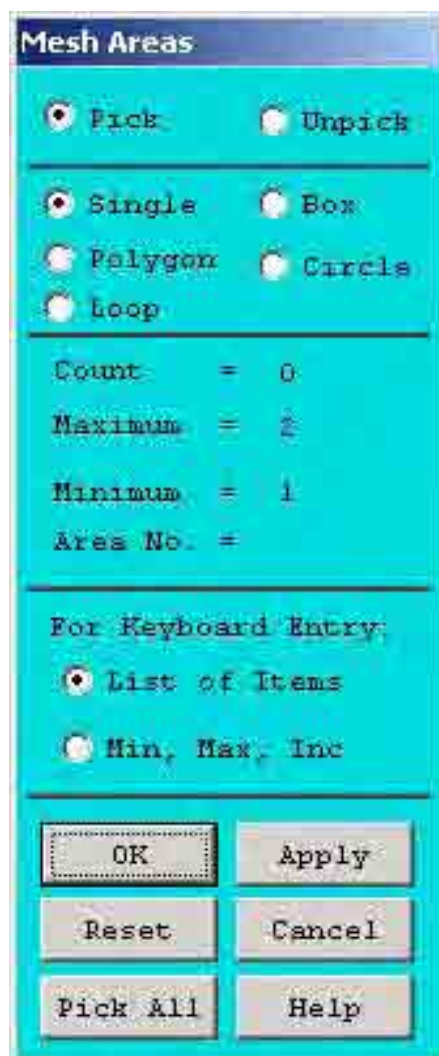 Mesh Areas
Pick Unpick
Single Box
Polygon Circle
Loop
Count = 0
Maximum = 2
Minimum = 1
Area No. =
For Keyboard Entry:
List of Items
Min, Max, Inc
OK Apply
Reset Cancel
Pick All Help